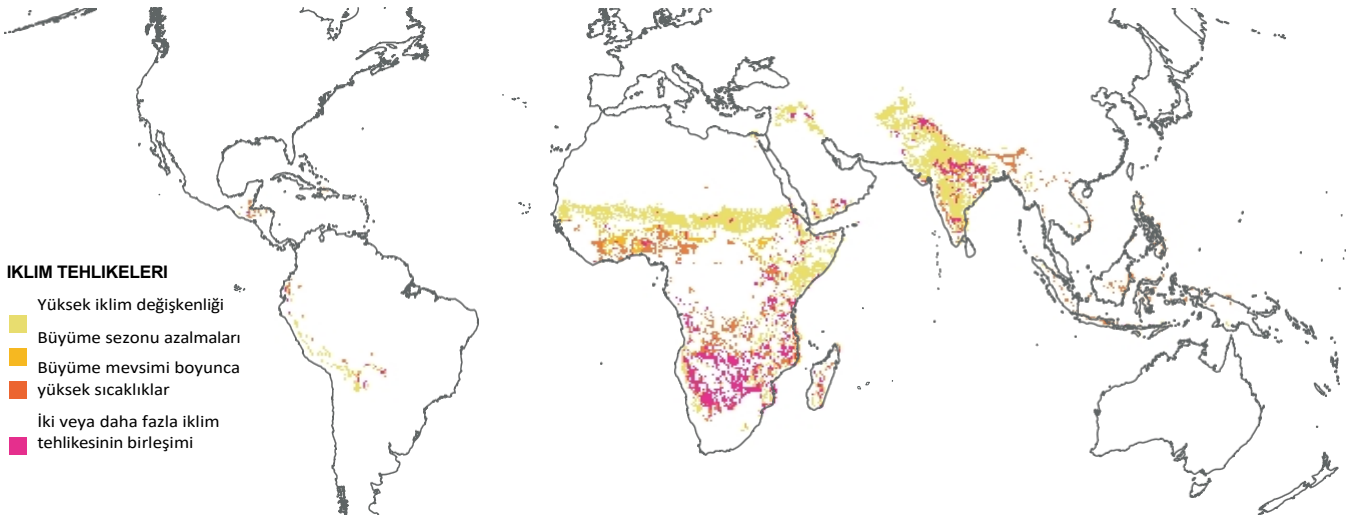 IKLIM TEHLIKELERI
Yüksek iklim değişkenliği
Büyüme sezonu azalmaları
Büyüme mevsimi boyunca
yüksek sıcaklıklar
İki veya daha fazla iklim
tehlikesinin birleşimi